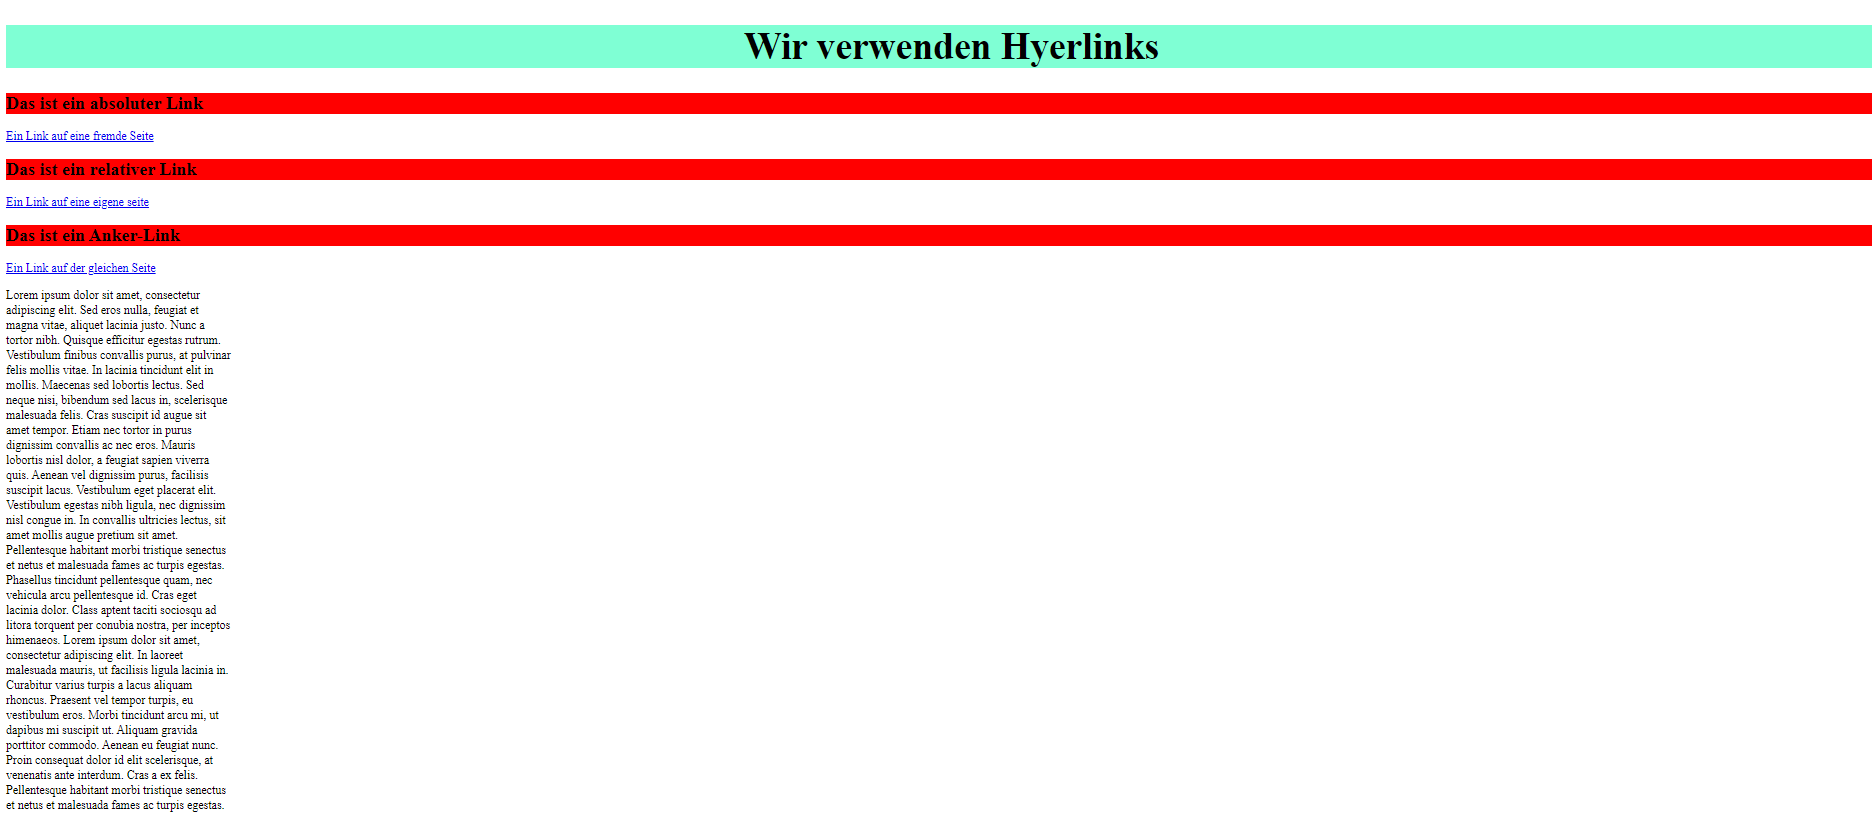 Wir verwenden Hyerlinks
Das ist ein absoluter Link
Ein Link auf eine fremde Seite
Das ist ein relativer Link
Ein Link auf eine eigene seite
Das ist ein Anker-Link
Ein Link auf der gleichen Seite
Lorem ipsum dolor sit amet, consectetur
adipiscing elit. Sed eros nulla, feugiat et
magna vitae, aliquet lacinia justo. Nunc a
tortor nibh. Quisque efficitur egestas rutrum.
Vestibulum finibus convallis purus, at pulvinar
felis mollis vitae. In lacinia tincidunt elit in
mollis. Maecenas sed lobortis lectus. Sed
neque nisi, bibendum sed lacus in, scelerisque
malesuada felis. Cras suscipit id augue sit
amet tempor. Etiam nec tortor in purus
dignissim convallis ac nec eros. Mauris
lobortis nisl dolor, a feugiat sapien viverra
quis. Aenean vel dignissim purus, facilisis
suscipit lacus. Vestibulum eget placerat elit.
Vestibulum egestas nibh ligula, nec dignissim
nisl congue in. In convallis ultricies lectus, sit
amet mollis augue pretium sit amet.
Pellentesque habitant morbi tristique senectus
et netus et malesuada fames ac turpis egestas.
Phasellus tincidunt pellentesque quam, nec
vehicula arcu pellentesque id. Cras eget
lacinia dolor. Class aptent taciti sociosqu ad
litora torquent per conubia nostra, per inceptos
himenaeos. Lorem ipsum dolor sit amet,
consectetur adipiscing elit. In laoreet
malesuada mauris, ut facilisis ligula lacinia in.
Curabitur varius turpis a lacus aliquam
rhoncus. Praesent vel tempor turpis, eu
vestibulum eros. Morbi tincidunt arcu mi, ut
dapibus mi suscipit ut. Aliquam gravida
porttitor commodo. Aenean eu feugiat nunc.
Proin consequat dolor id elit scelerisque, at
venenatis ante interdum. Cras a ex felis.
Pellentesque habitant morbi tristique senectus
et netus et malesuada fames ac turpis egestas.